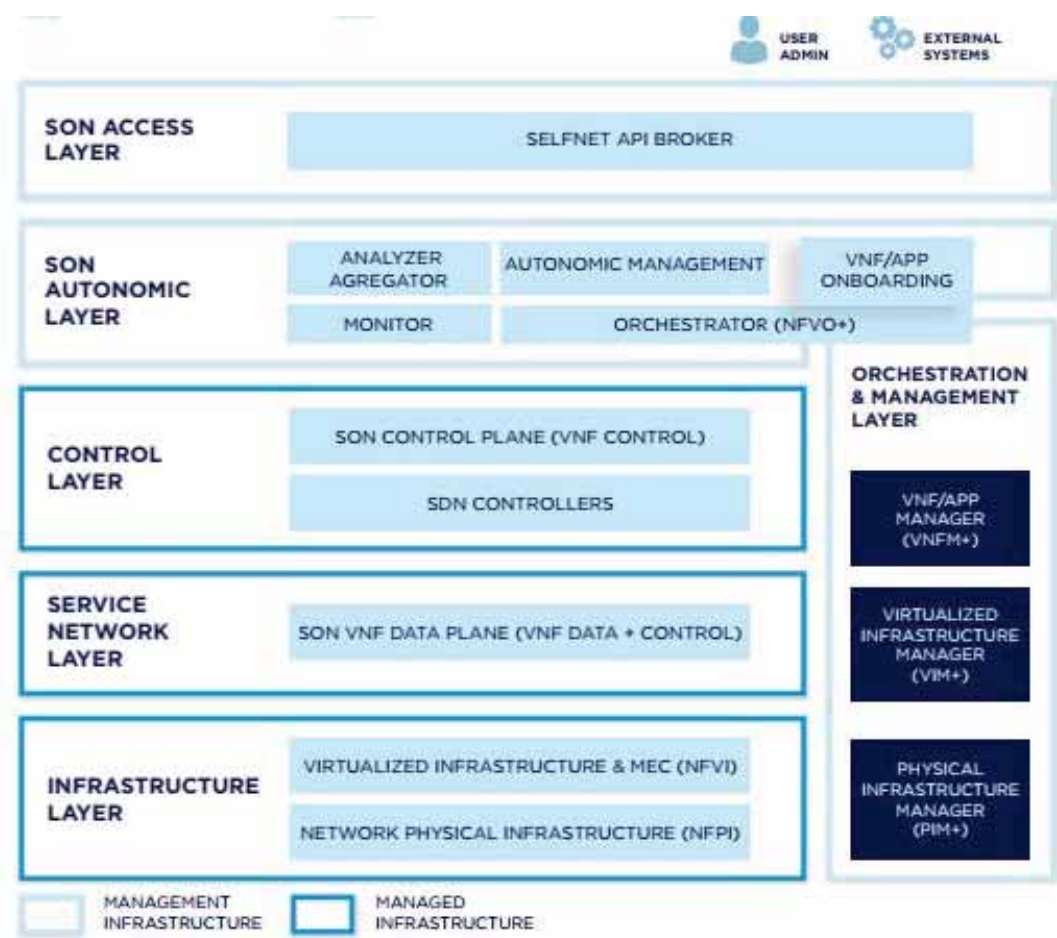 USER
ADMIN
EXTERNAL
SYSTEMS
SON ACCESS
LAYER
SELFNET API BROKER
SON
AUTONOMIC
LAYER
ANALYZER
AGREGATOR
AUTONOMIC MANAGEMENT
VNF/APP
ONBOARDING
MONITOR
ORCHESTRATOR (NFVO+)
ORCHESTRATION
& MANAGEMENT
LAYER
CONTROL
LAYER
SON CONTROL PLANE (VNF CONTROL)
SDN CONTROLLERS
VNF/APP
MANAGER
(VNFM+)
SERVICE
NETWORK
LAYER
SON VNF DATA PLANE (VNF DATA + CONTROL)
VIRTUALIZED
INFRASTRUCTURE
MANAGER
(VIM+)
INFRASTRUCTURE
LAYER
VIRTUALIZED INFRASTRUCTURE & MEC (NFVI)
NETWORK PHYSICAL INFRASTRUCTURE (NFPI)
PHYSICAL
INFRASTRUCTURE
MANAGER
(PIM+)
MANAGEMENT
INFRASTRUCTURE
MANAGED
INFRASTRUCTURE